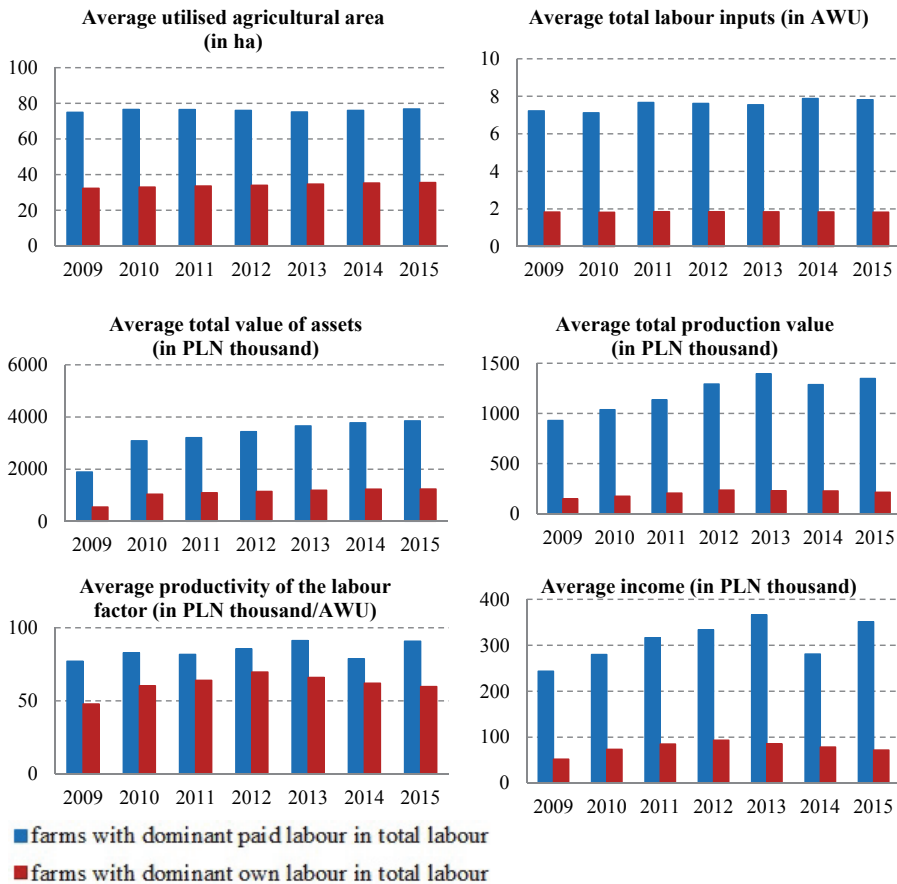 Average utilised agricultural area
(in ha)
100
80
60
40
20
0
2009 2010 2011 2012 2013 2014 2015
Average total labour inputs (in AWU)
10
8
6
4
2
0
2009 2010 2011 2012 2013 2014 2015
Average total value of assets
(in PLN thousand)
6000
4000
2000
0
2009 2010 2011 2012 2013 2014 2015
Average total production value
(in PLN thousand)
1500
1000
500
0
2009 2010 2011 2012 2013 2014 2015
Average productivity of the labour
factor (in PLN thousand/AWU)
100
50
0
2009 2010 2011 2012 2013 2014 2015
Average income (in PLN thousand)
400
300
200
100
0
2009 2010 2011 2012 2013 2014 2015
farms with dominant paid labour in total labour
farms with dominant own labour in total labour